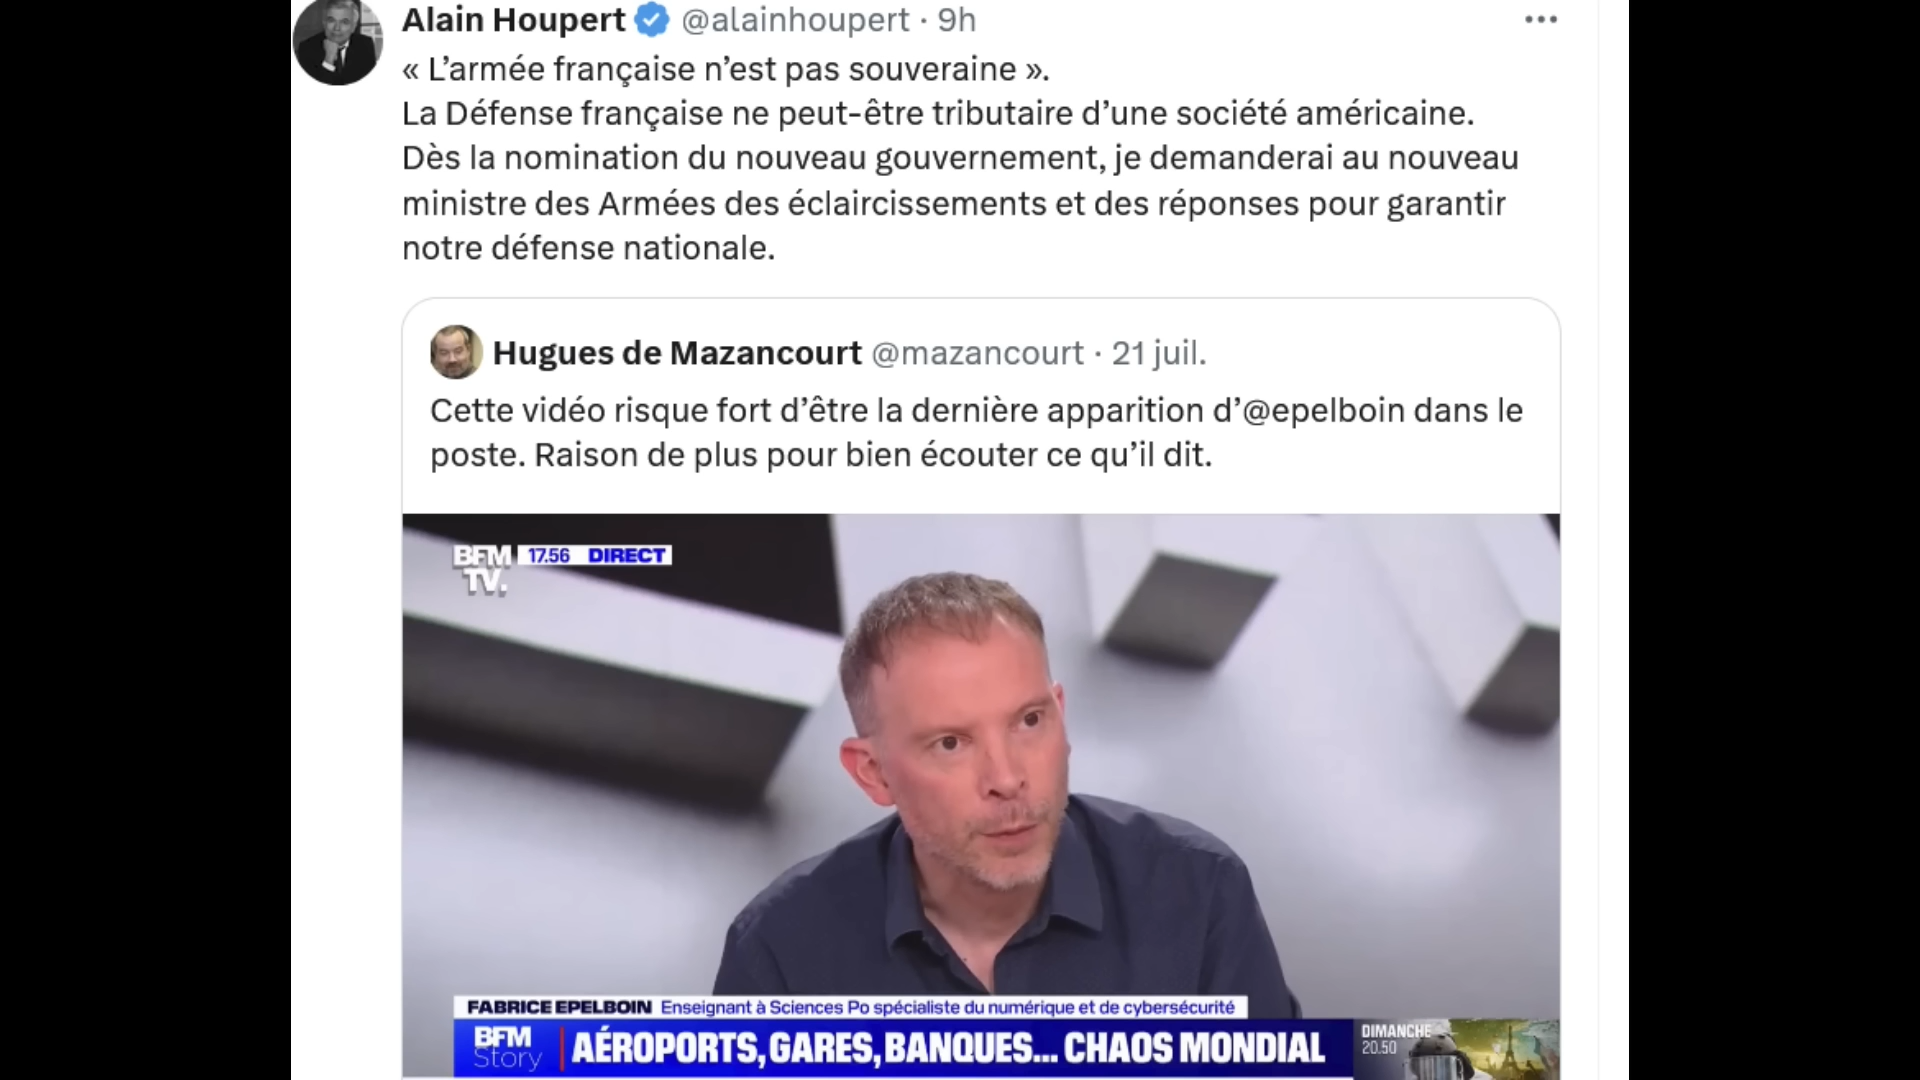 Alain Houpert @alainhoupert · 9h
« L’armée française n’est pas souveraine ».
La Défense française ne peut-être tributaire d’une société américaine.
Dès la nomination du nouveau gouvernement, je demanderai au nouveau
ministre des Armées des éclaircissements et des réponses pour garantir
notre défense nationale.
Hugues de Mazancourt @mazancourt · 21 juil.
Cette vidéo risque fort d’être la dernière apparition d’@epelboin dans le
poste. Raison de plus pour bien écouter ce qu’il dit.
BFM 17.56 DIRECT
TV.
FABRICE EPELBOIN Enseignant à Sciences Po spécialiste du numérique et de cybersécurité
BFM
Story
AÉROPORTS, GARES, BANQUES... CHAOS MONDIAL
DIMANCHE
20.50